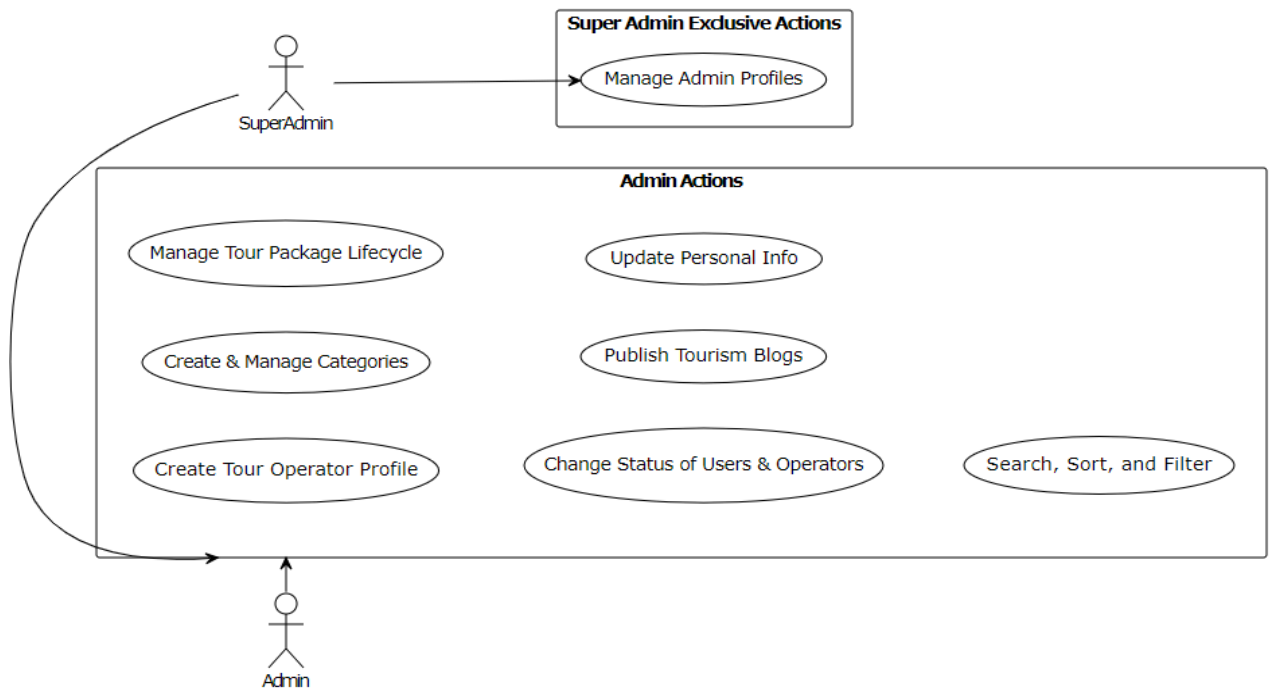 Super Admin Exclusive Actions
Manage Admin Profiles
SuperAdmin
Admin Actions
Manage Tour Package Lifecycle
Update Personal Info
Create & Manage Categories
Publish Tourism Blogs
Create Tour Operator Profile
Change Status of Users & Operators
Search, Sort, and Filter
Admin